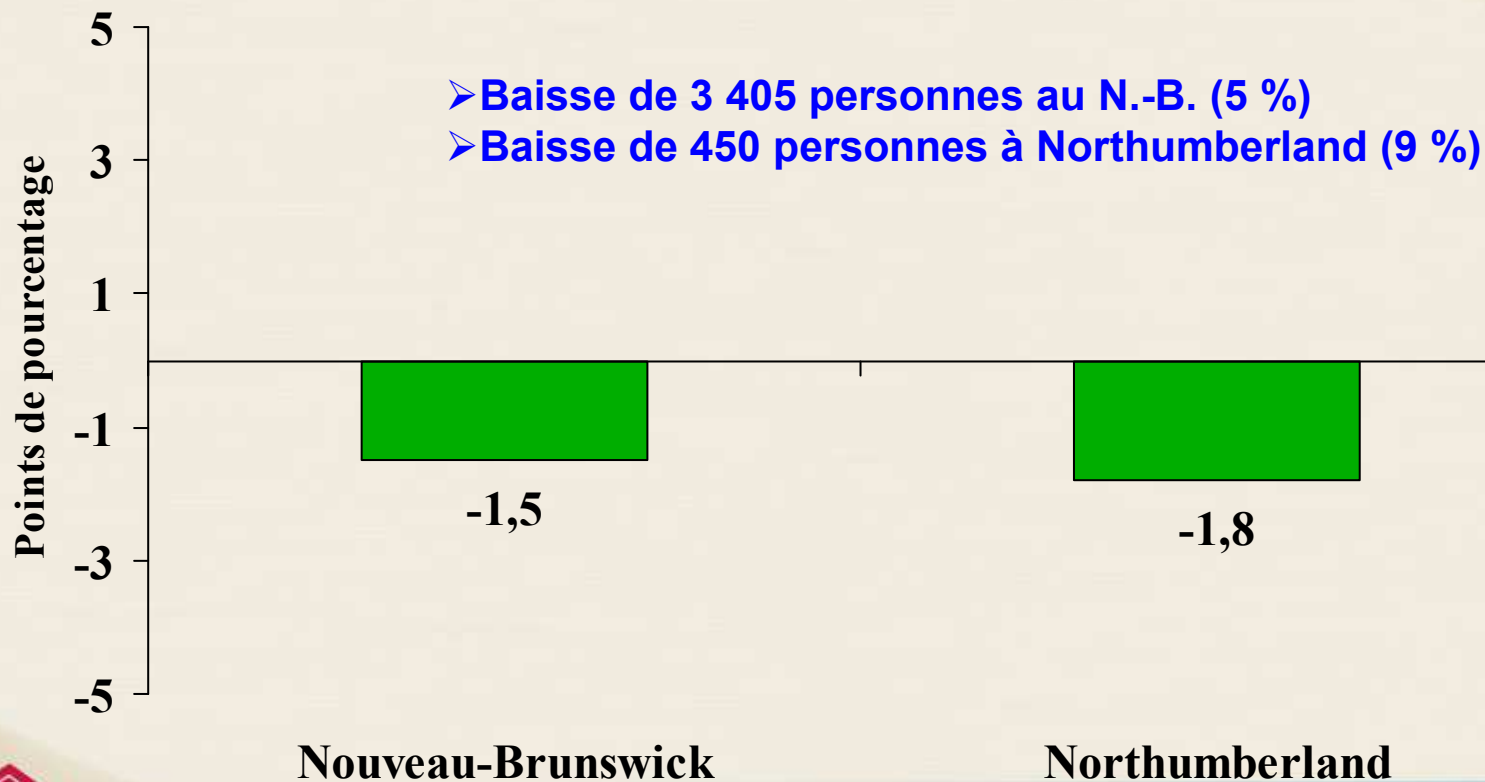 5
➢Baisse de 3 405 personnes au N.-B. (5 %)
➢Baisse de 450 personnes à Northumberland (9 %)
3
1
-1
-3
-5
Points de pourcentage
-1,5
-1,8
Nouveau-Brunswick
Northumberland